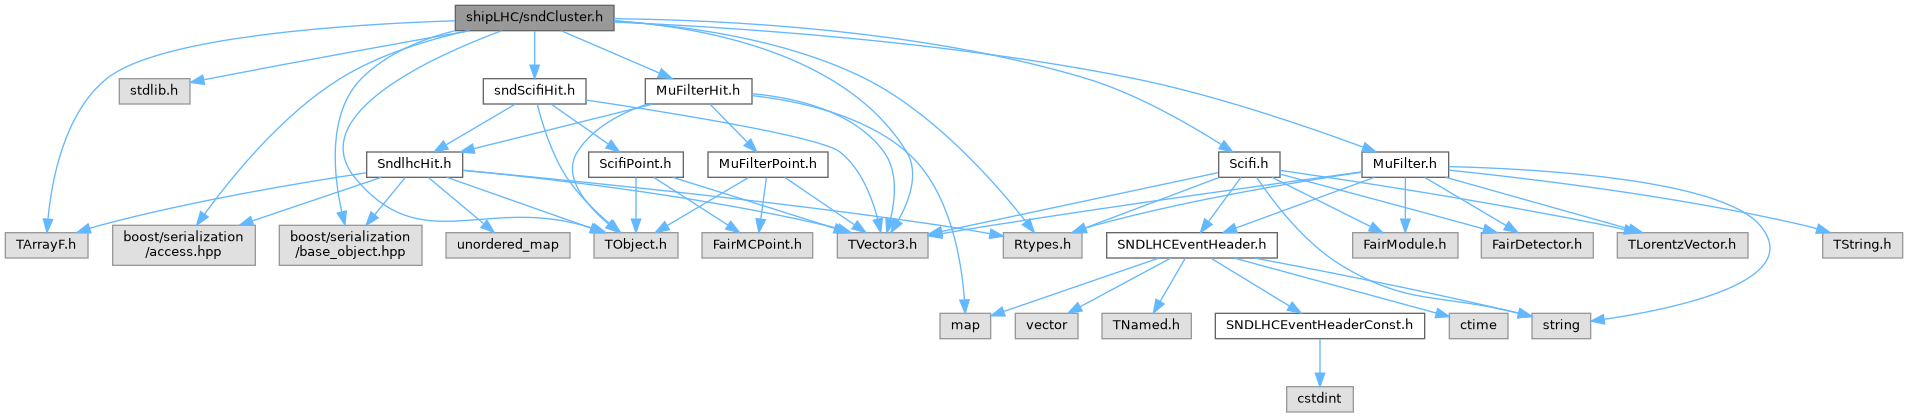 shipLHC/sndCluster.h
stdlib.h
sndScifiHit.h
MuFilterHit.h
SndlhcHit.h
ScifiPoint.h
MuFilterPoint.h
Scifi.h
MuFilter.h
TArrayF.h
boost/serialization
/access.hpp
boost/serialization
/base_object.hpp
unordered_map
TObject.h
FairMCPoint.h
TVector3.h
Rtypes.h
SNDLHCEventHeader.h
FairModule.h
FairDetector.h
TLorentzVector.h
TString.h
map
vector
TNamed.h
SNDLHCEventHeaderConst.h
ctime
string
cstdint